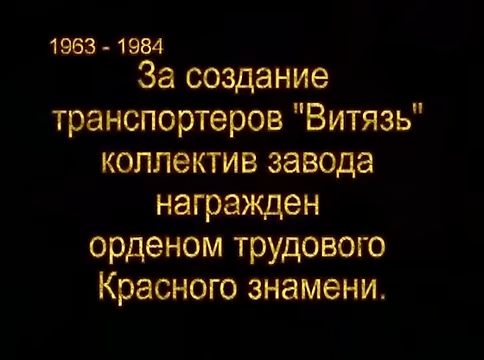 1963 - 1984
За создание
транспортеров "Витязь"
коллектив завода
награжден
орденом трудового
Красного знамени.